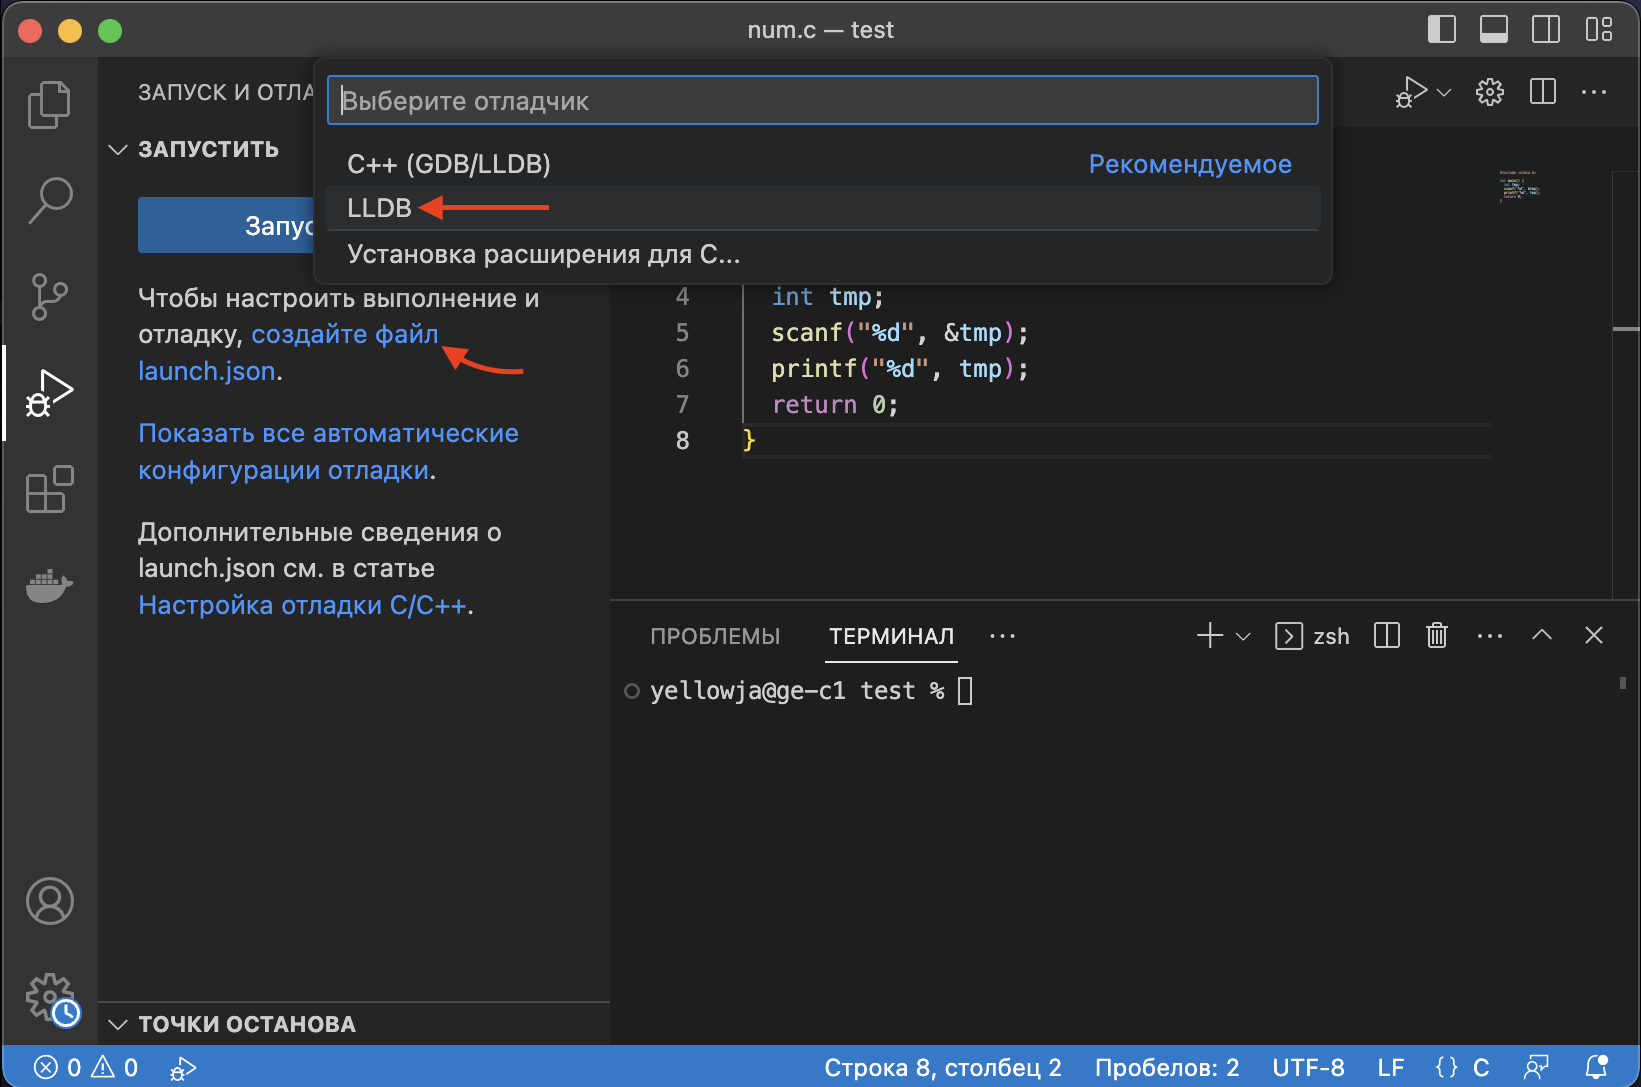 num.c — test
ЗАПУСК И ОТЛА
Выберите отладчик
ЗАПУСТИТЬ
C++ (GDB/LLDB)
Рекомендуемое
LLDB
Запус
Установка расширения для C...
Чтобы настроить выполнение и
отладку, создайте файл
launch.json.
Показать все автоматические
конфигурации отладки.
Дополнительные сведения о
launch.json см. в статье
Настройка отладки C/C++.
4 int tmp;
5 scanf("%d", &tmp);
6 printf("%d", tmp);
7 return 0;
8 }
ПРОБЛЕМЫ
ТЕРМИНАЛ
zsh
yellowja@ge-c1 test %
ТОЧКИ ОСТАНОВА
0 0
Строка 8, столбец 2
Пробелов: 2
UTF-8
LF
{} C